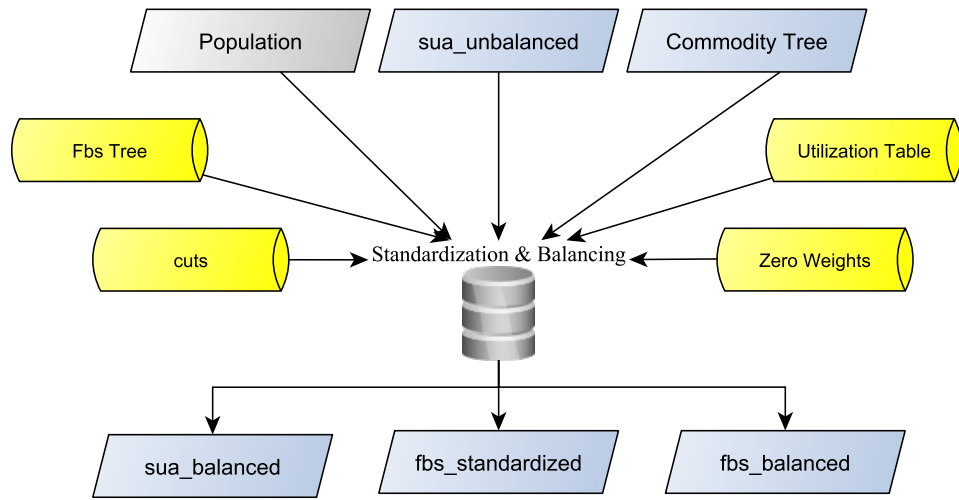 Population
sua_unbalanced
Commodity Tree
Fbs Tree
Utilization Table
cuts
Standardization & Balancing
Zero Weights
sua_balanced
fbs_standardized
fbs_balanced